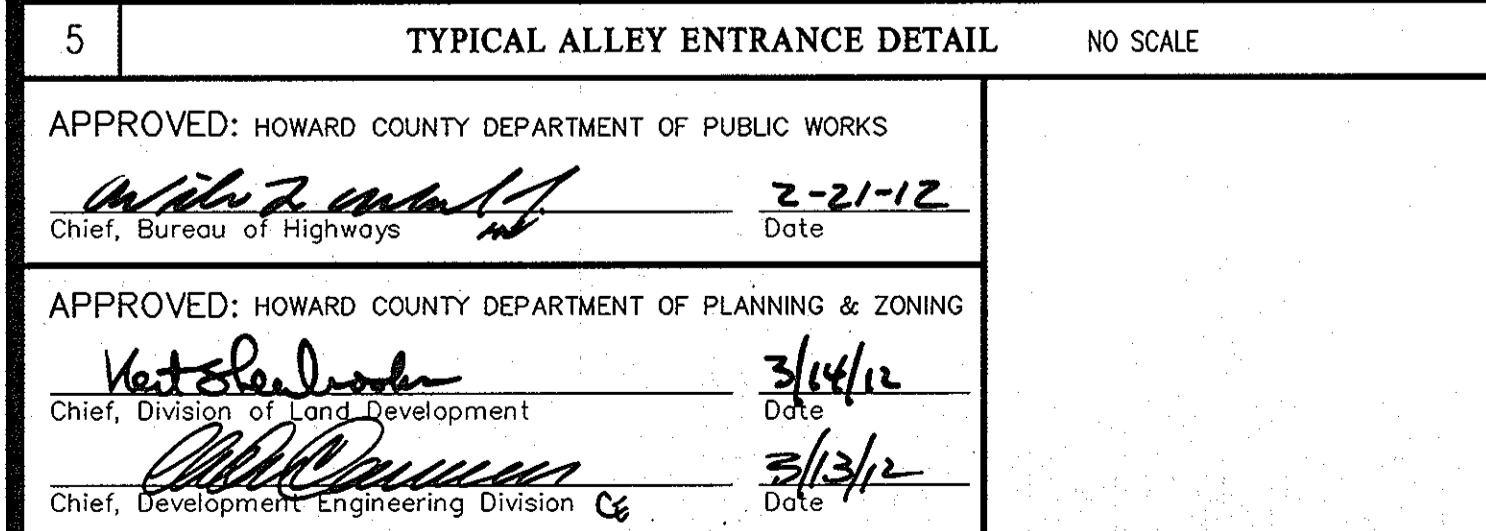 5 TYPICAL ALLEY ENTRANCE DETAIL NO SCALE
APPROVED: HOWARD COUNTY DEPARTMENT OF PUBLIC WORKS
2-21-12
Chief, Bureau of Highways Date
APPROVED: HOWARD COUNTY DEPARTMENT OF PLANNING & ZONING
3/14/12
Chief, Division of Land Development Date
3/13/12
Chief, Development Engineering Division CE Date